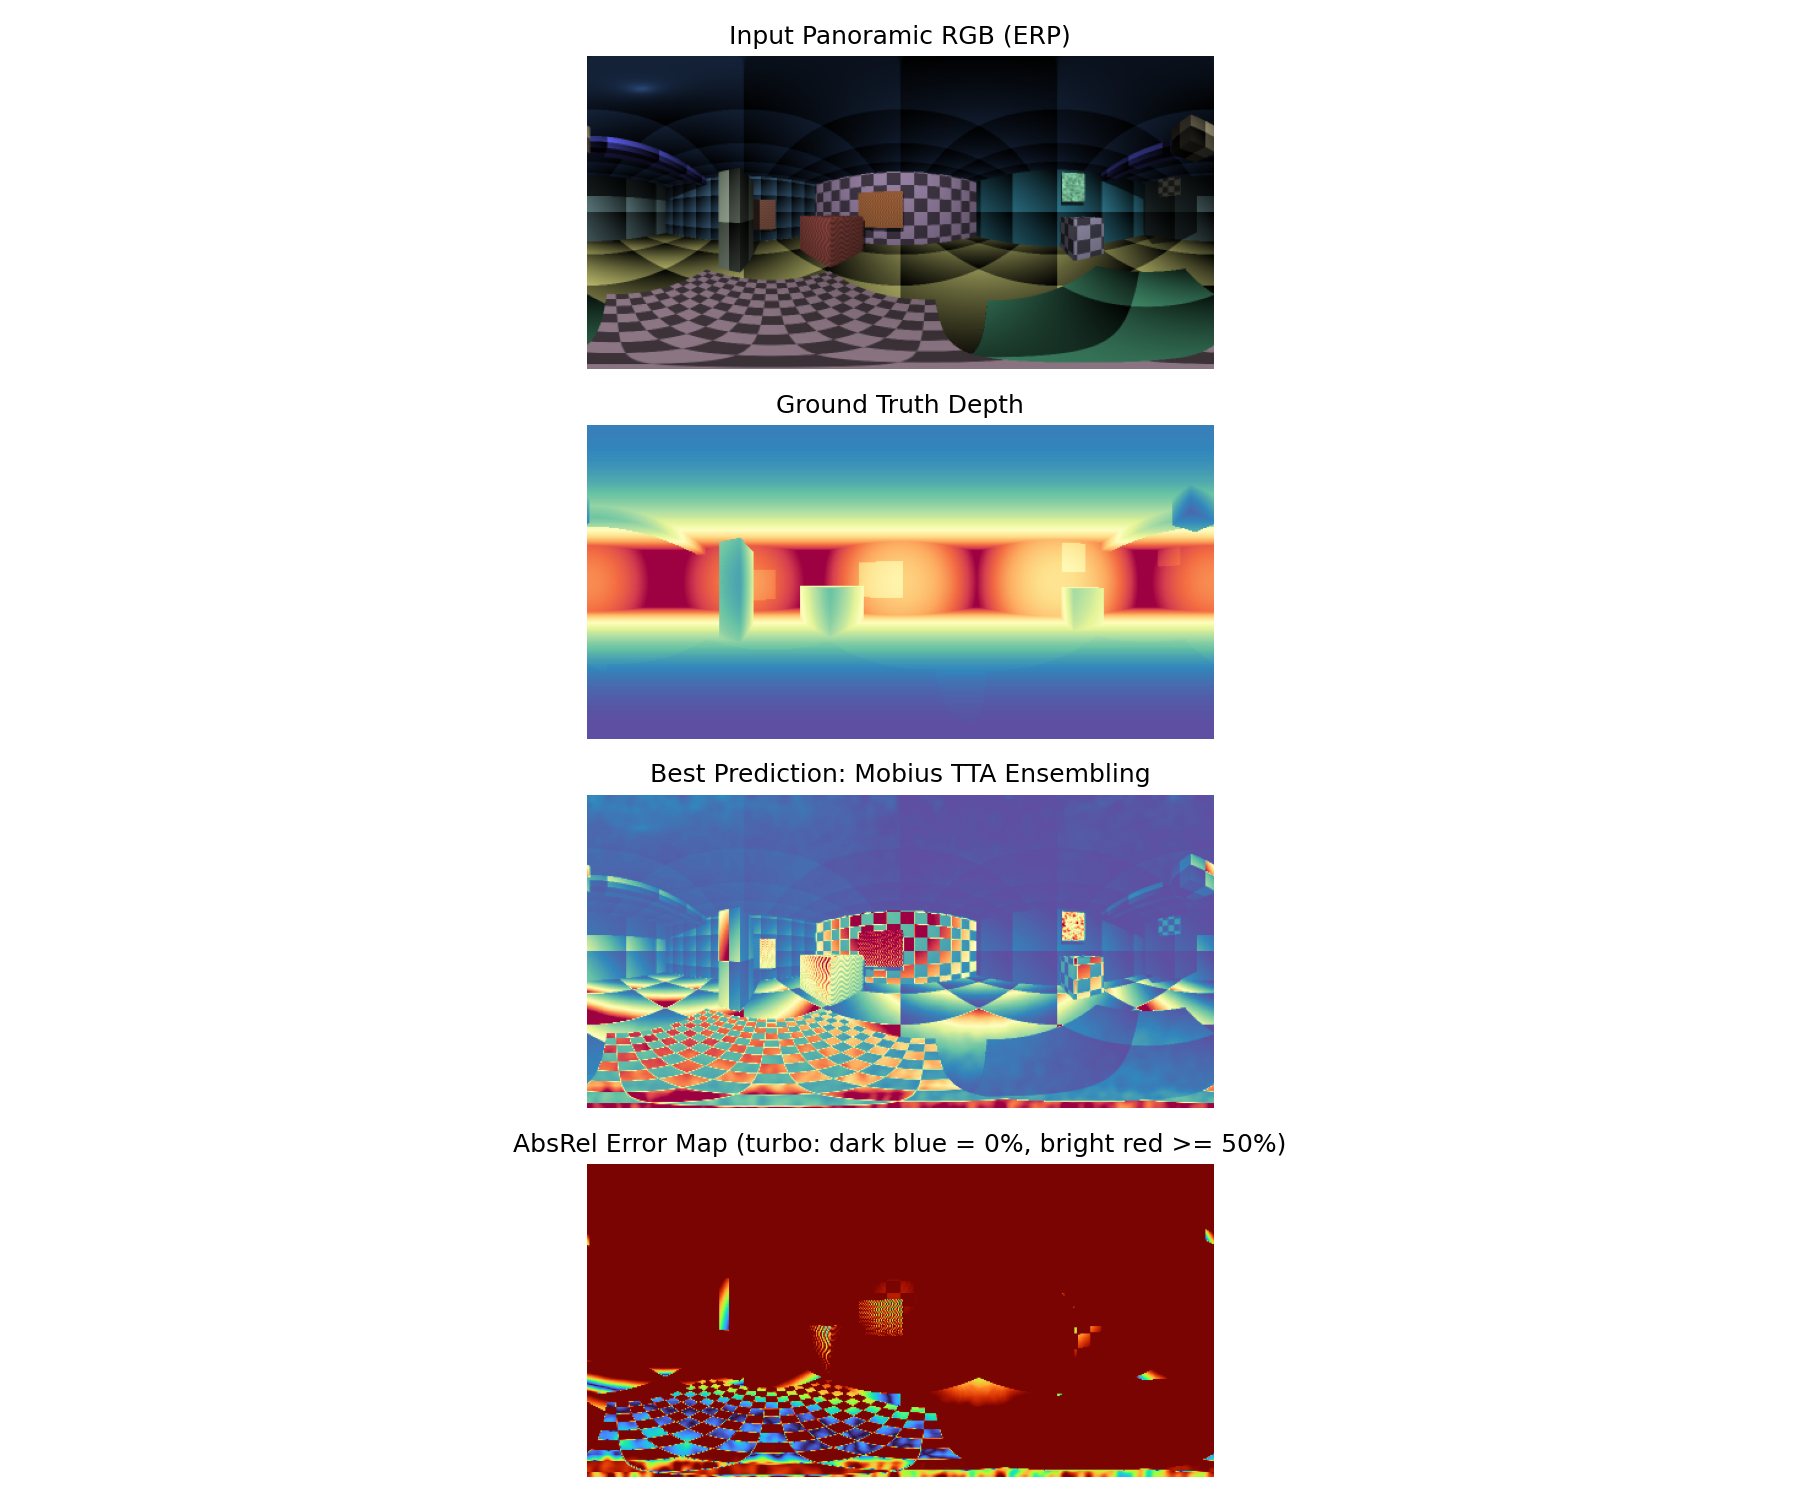 Input Panoramic RGB (ERP)
Ground Truth Depth
Best Prediction: Mobius TTA Ensembling
AbsRel Error Map (turbo: dark blue = 0%, bright red >= 50%)